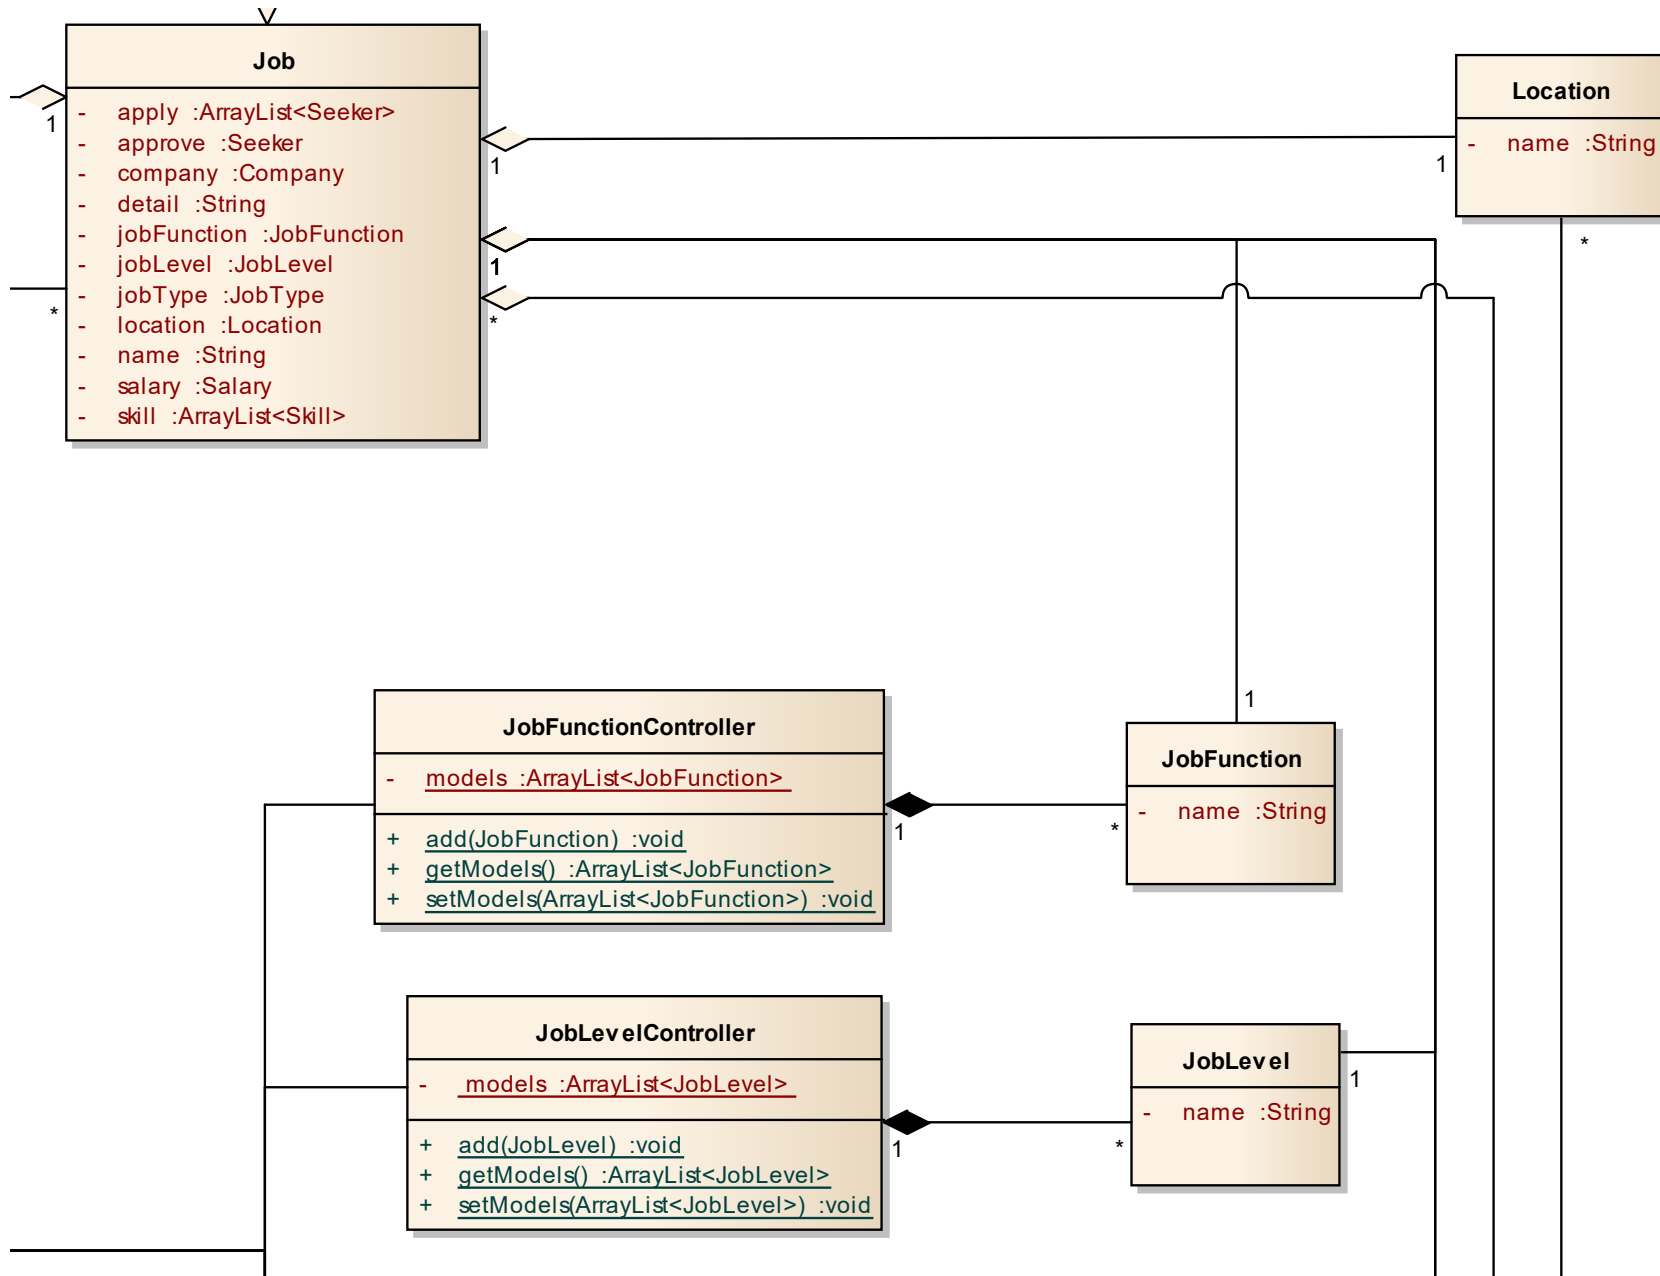 Job
- apply :ArrayList<Seeker>
- approve :Seeker
- company :Company
- detail :String
- jobFunction :JobFunction
- jobLevel :JobLevel
- jobType :JobType
- location :Location
- name :String
- salary :Salary
- skill :ArrayList<Skill>
1
*
1
1
*
Location
- name :String
1
*
JobFunctionController
- models :ArrayList<JobFunction>
+ add(JobFunction) :void
+ getModels() :ArrayList<JobFunction>
+ setModels(ArrayList<JobFunction>) :void
1
*
1
JobFunction
- name :String
JobLevelController
- models :ArrayList<JobLevel>
+ add(JobLevel) :void
+ getModels() :ArrayList<JobLevel>
+ setModels(ArrayList<JobLevel>) :void
1
*
JobLevel
- name :String
1